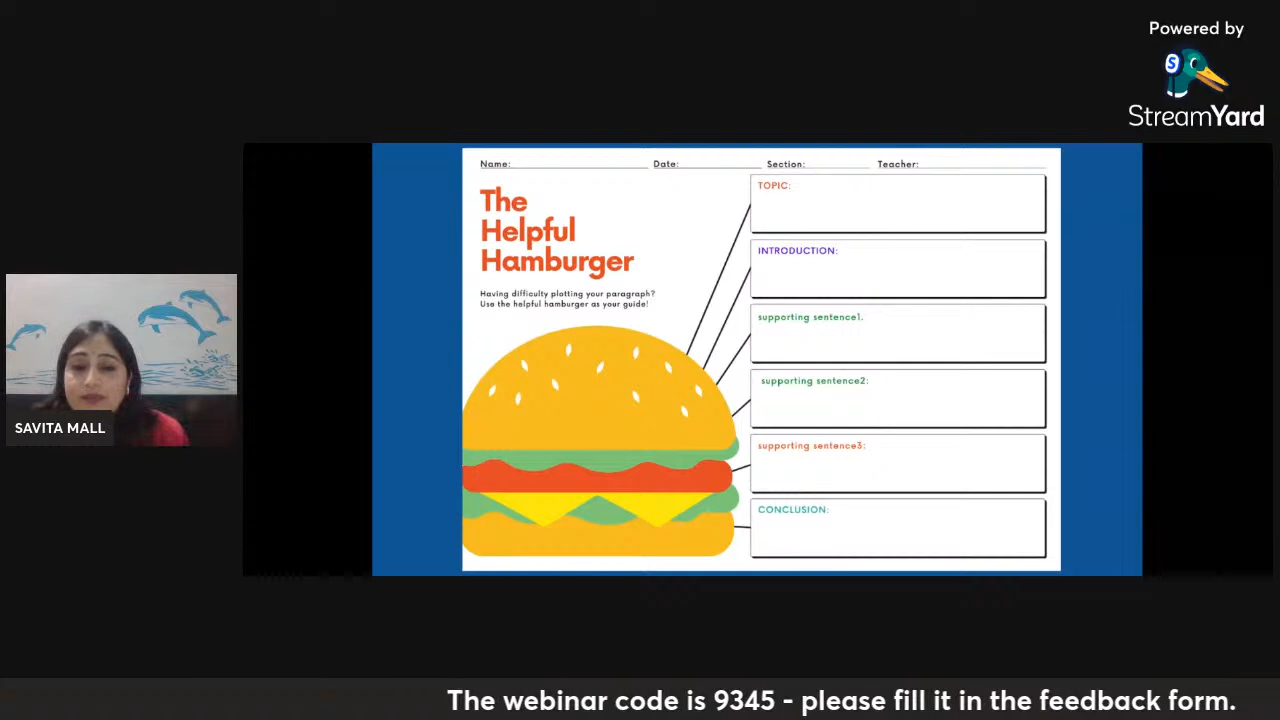 Powered by
StreamYard
Name:
Date:
Section:
Teacher:
The
Helpful
Hamburger
Having difficulty plotting your paragraph?
Use the helpful hamburger as your guide!
TOPIC:
INTRODUCTION:
supporting sentence1.
supporting sentence2:
supporting sentence3:
CONCLUSION:
SAVITA MALL
The webinar code is 9345 - please fill it in the feedback form.